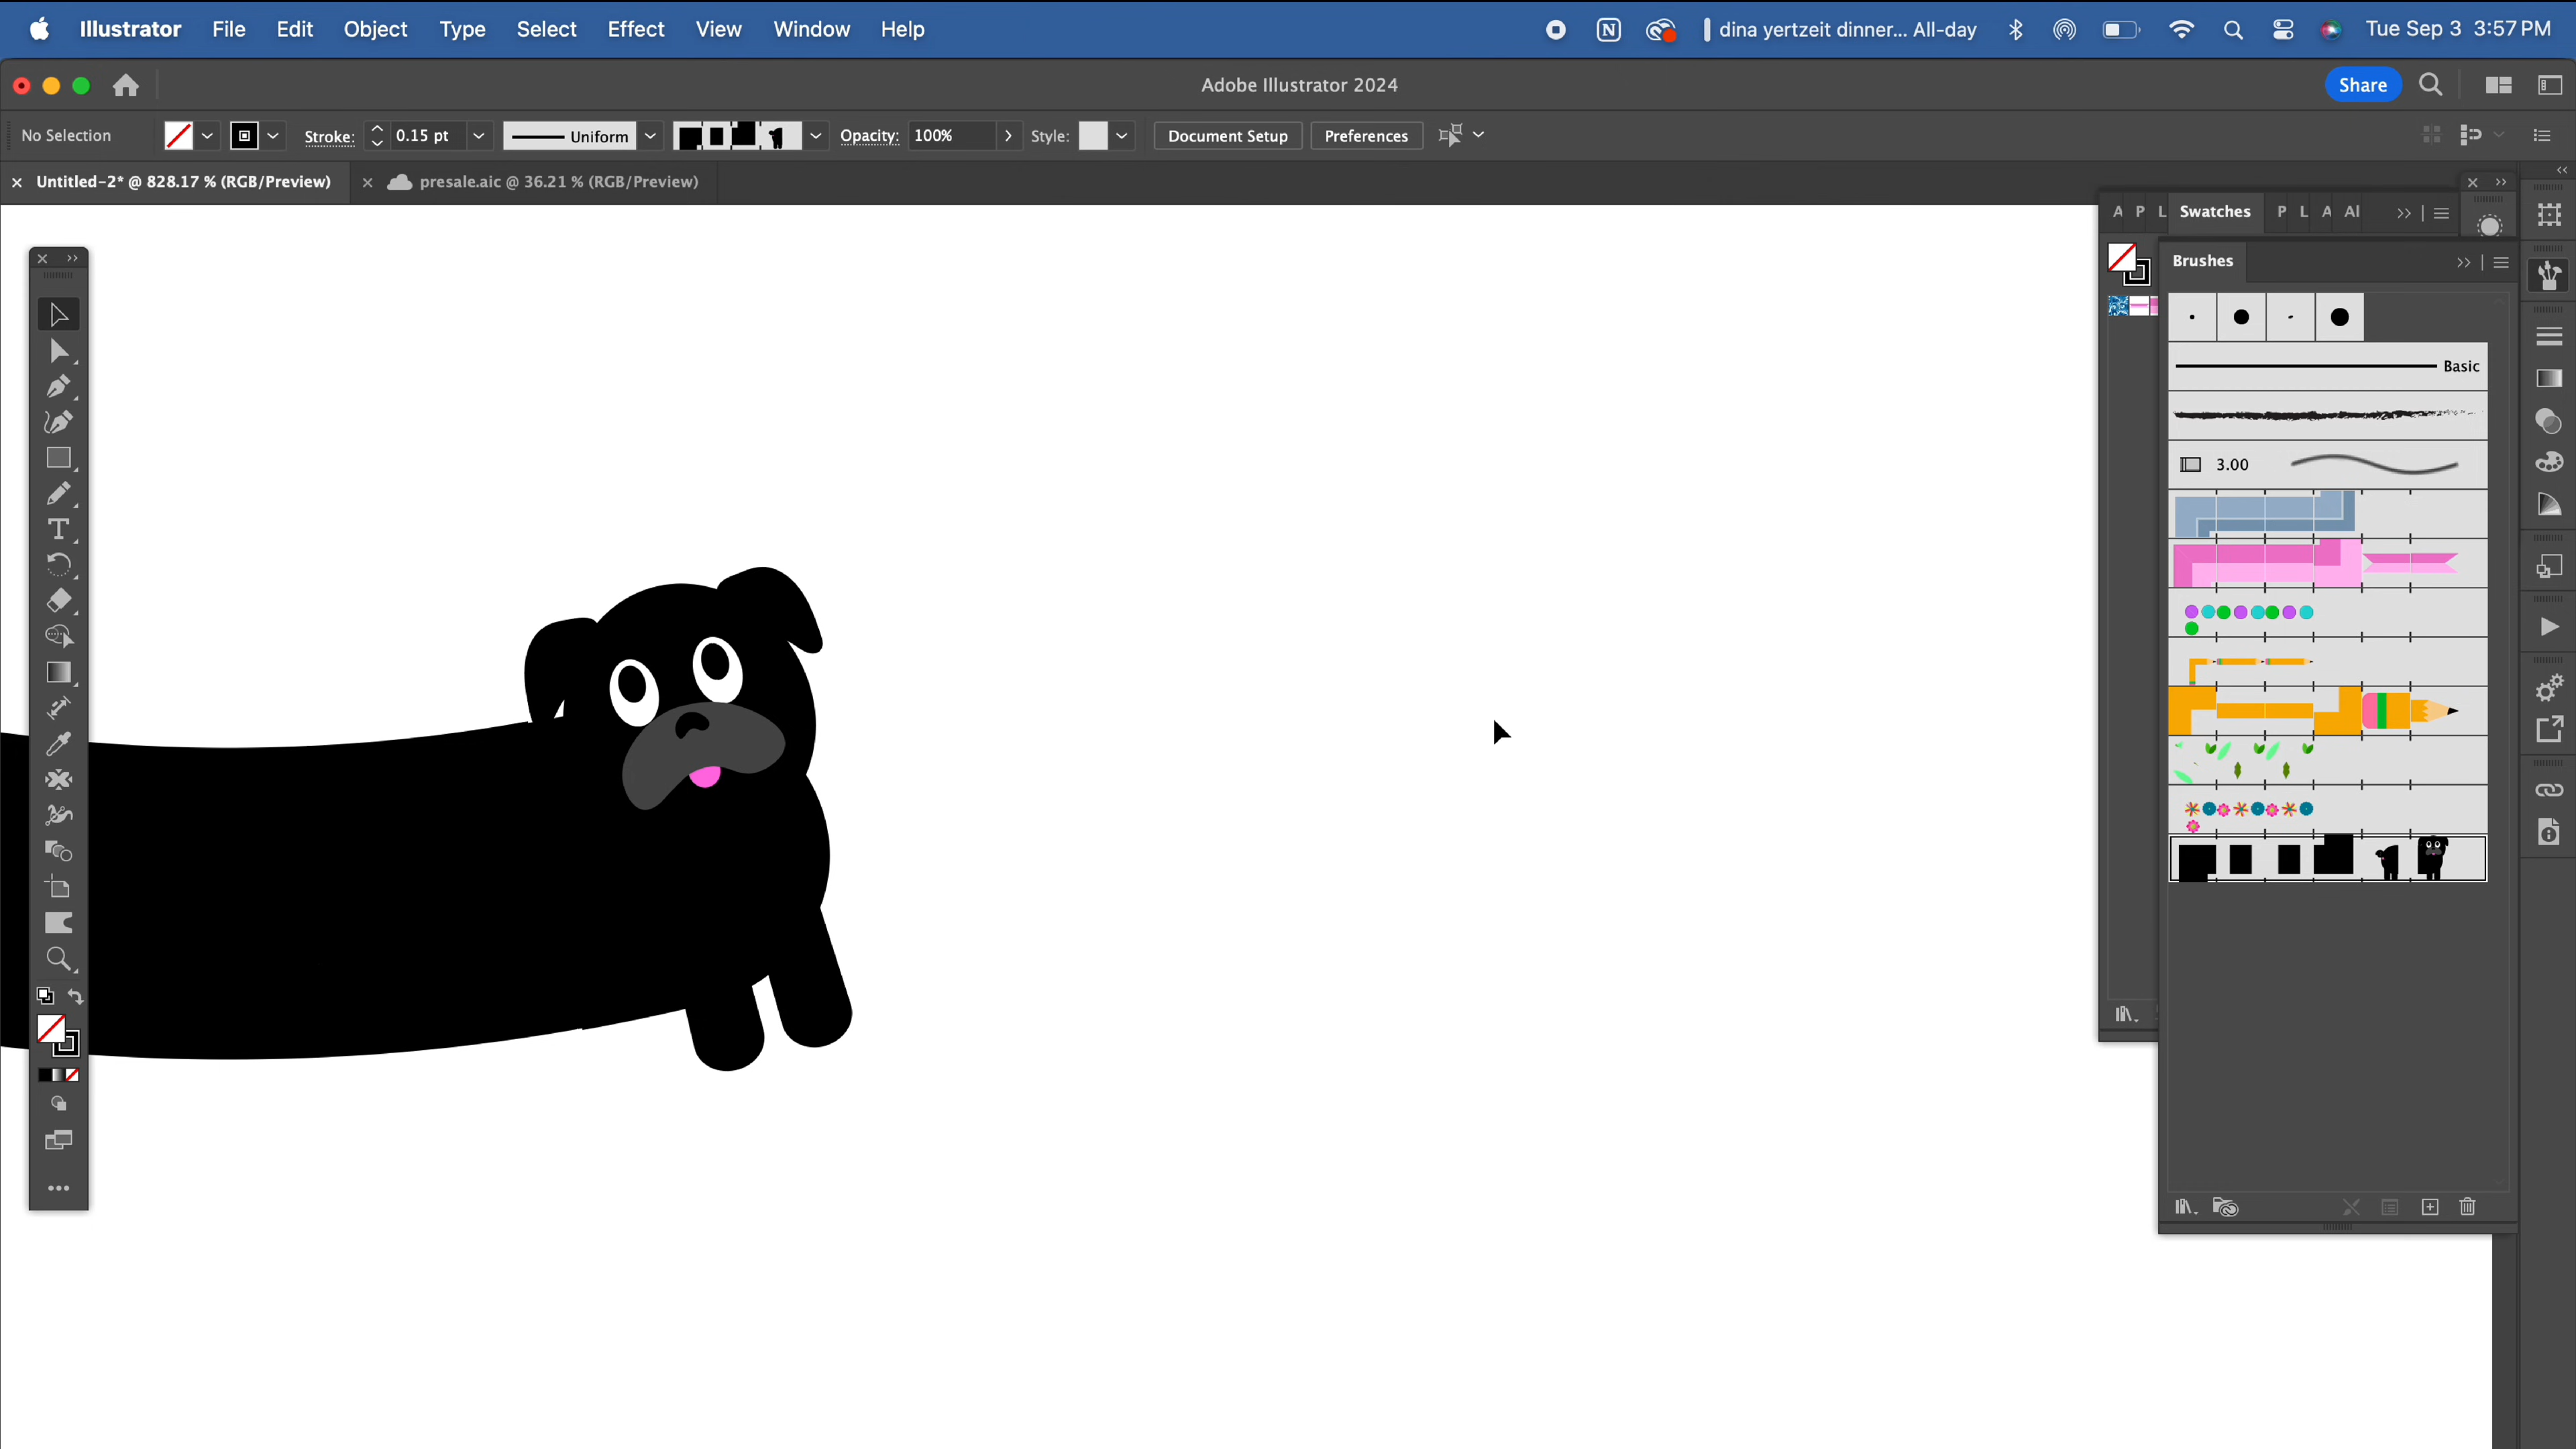 Illustrator File Edit Object Type Select Effect View Window Help dina yertzeit dinner... All-day Tue Sep 3 3:57 PM
Adobe Illustrator 2024
Share
No Selection Stroke: 0.15 pt Uniform Opacity: 100% Style: Document Setup Preferences
Untitled-2* @ 828.17 % (RGB/Preview) presale.aic @ 36.21 % (RGB/Preview)
A P L Swatches P L A Al
Brushes
Basic
3.00